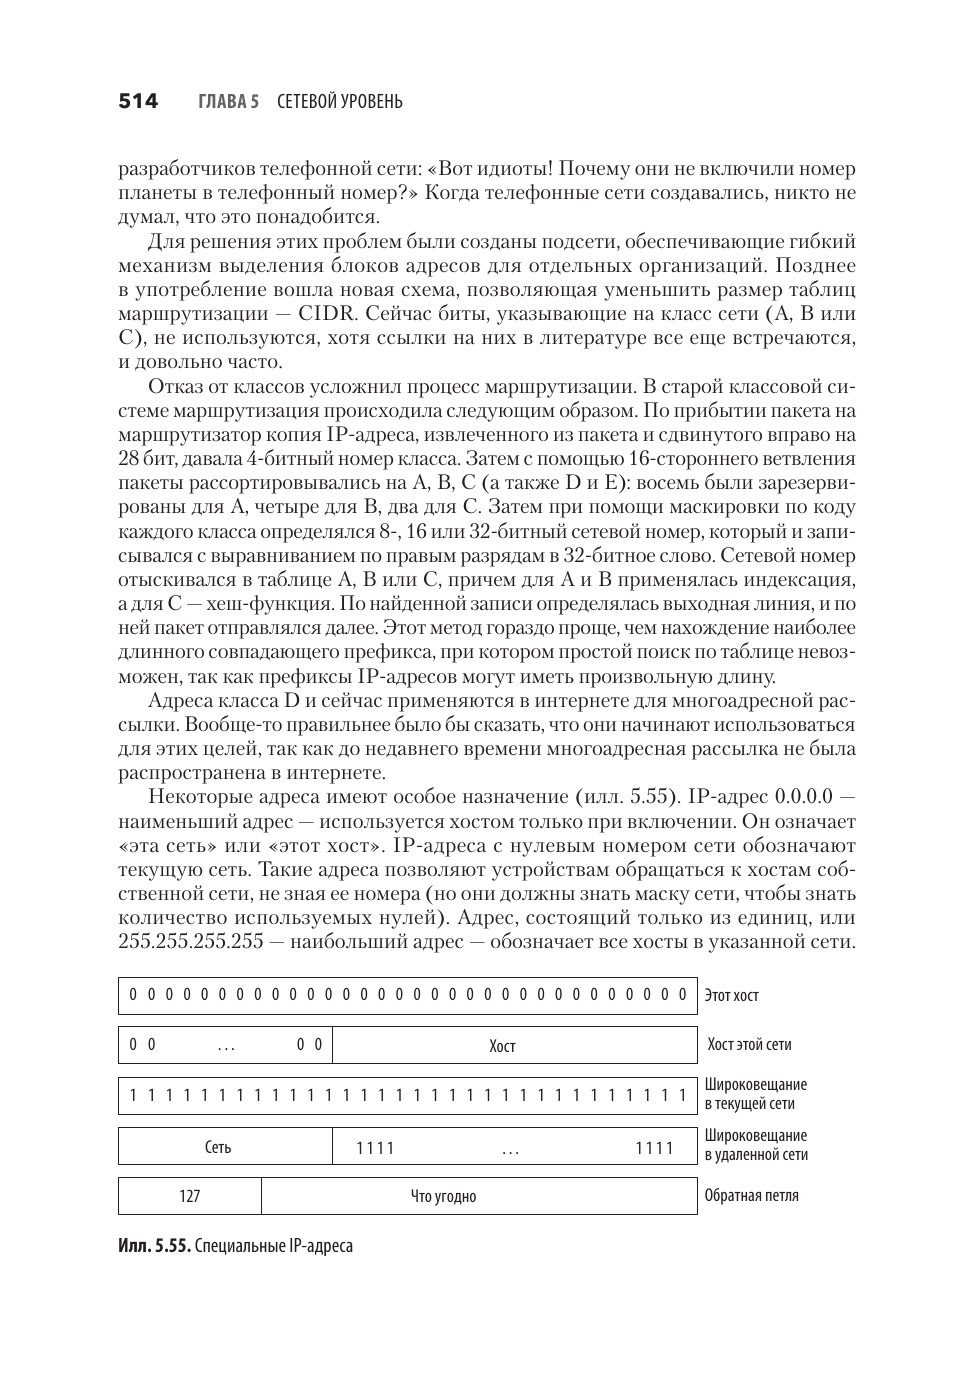 514 ГЛАВА 5 СЕТЕВОЙ УРОВЕНЬ
разработчиков телефонной сети: «Вот идиоты! Почему они не включили номер
планеты в телефонный номер?» Когда телефонные сети создавались, никто не
думал, что это понадобится.
Для решения этих проблем были созданы подсети, обеспечивающие гибкий
механизм выделения блоков адресов для отдельных организаций. Позднее
в употребление вошла новая схема, позволяющая уменьшить размер таблиц
маршрутизации — CIDR. Сейчас биты, указывающие на класс сети (A, B или
C), не используются, хотя ссылки на них в литературе все еще встречаются,
и довольно часто.
Отказ от классов усложнил процесс маршрутизации. В старой классовой си-
стеме маршрутизация происходила следующим образом. По прибытии пакета на
маршрутизатор копия IP-адреса, извлеченного из пакета и сдвинутого вправо на
28 бит, давала 4-битный номер класса. Затем с помощью 16-стороннего ветвления
пакеты рассортировывались на A, B, C (а также D и E): восемь были зарезерви-
рованы для A, четыре для B, два для C. Затем при помощи маскировки по коду
каждого класса определялся 8-, 16 или 32-битный сетевой номер, который и запи-
сывался с выравниванием по правым разрядам в 32-битное слово. Сетевой номер
отыскивался в таблице A, B или C, причем для A и B применялась индексация,
а для C — хеш-функция. По найденной записи определялась выходная линия, и по
ней пакет отправлялся далее. Этот метод гораздо проще, чем нахождение наиболее
длинного совпадающего префикса, при котором простой поиск по таблице невоз-
можен, так как префиксы IP-адресов могут иметь произвольную длину.
Адреса класса D и сейчас применяются в интернете для многоадресной рас-
сылки. Вообще-то правильнее было бы сказать, что они начинают использоваться
для этих целей, так как до недавнего времени многоадресная рассылка не была
распространена в интернете.
Некоторые адреса имеют особое назначение (илл. 5.55). IP-адрес 0.0.0.0 —
наименьший адрес — используется хостом только при включении. Он означает
«эта сеть» или «этот хост». IP-адреса с нулевым номером сети обозначают
текущую сеть. Такие адреса позволяют устройствам обращаться к хостам соб-
ственной сети, не зная ее номера (но они должны знать маску сети, чтобы знать
количество используемых нулей). Адрес, состоящий только из единиц, или
255.255.255.255 — наибольший адрес — обозначает все хосты в указанной сети.
0 0 0 0 0 0 0 0 0 0 0 0 0 0 0 0 0 0 0 0 0 0 0 0 0 0 0 0 0 0 0 0 Этот хост
0 0 ... 0 0 Хост Хост этой сети
1 1 1 1 1 1 1 1 1 1 1 1 1 1 1 1 1 1 1 1 1 1 1 1 1 1 1 1 1 1 1 1 Широковещание
в текущей сети
Сеть 1111 ... 1111 Широковещание
в удаленной сети
127 Что угодно Обратная петля
Илл. 5.55. Специальные IP-адреса